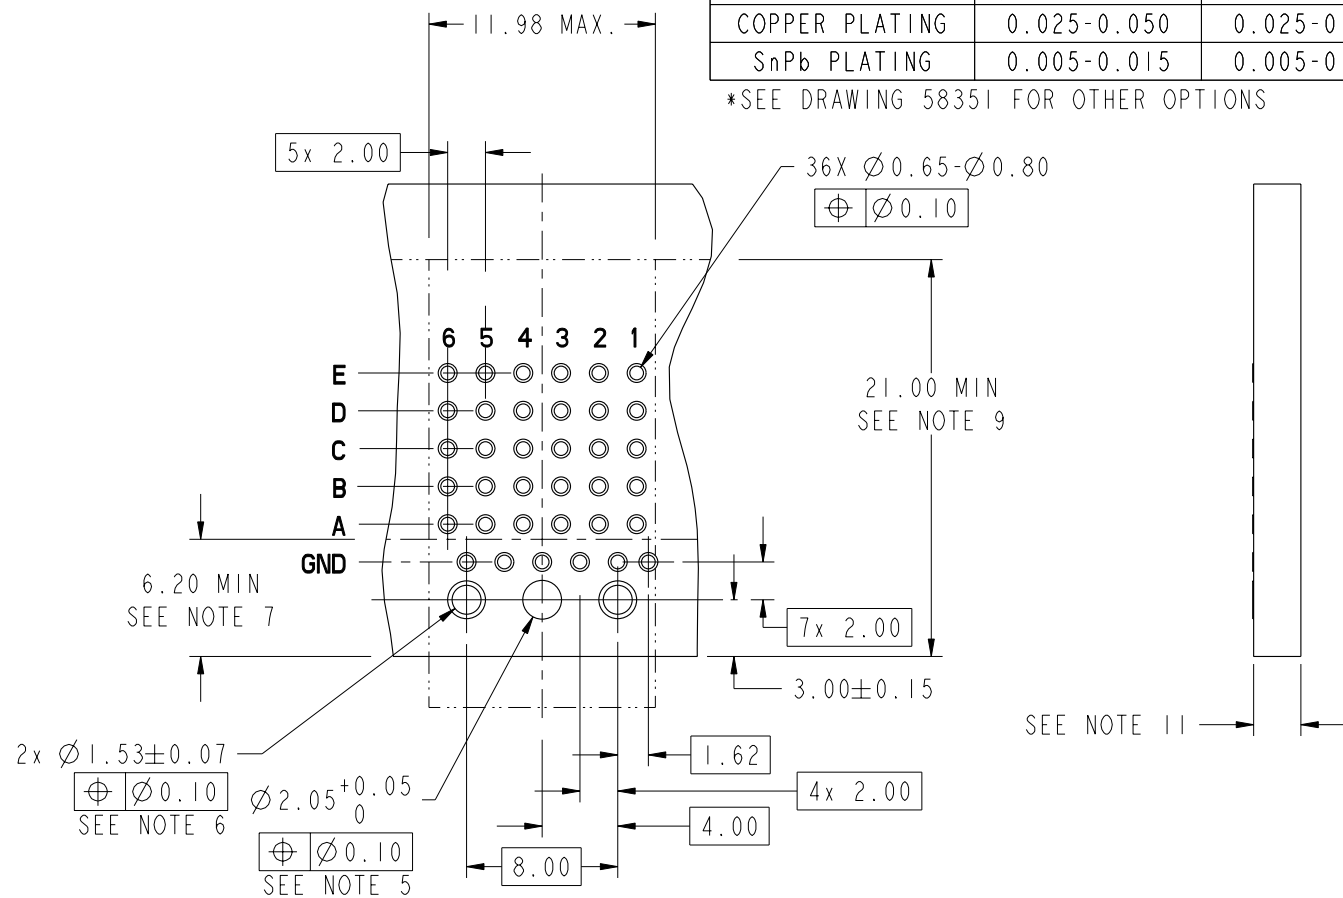 11.98 MAX.
COPPER PLATING 0.025-0.050 0.025-0
SnPb PLATING 0.005-0.015 0.005-0
*SEE DRAWING 58351 FOR OTHER OPTIONS
5x 2.00
36X Ø0.65-Ø0.80
⌖ Ø0.10
6 5 4 3 2 1
E
D
C
B
A
GND
21.00 MIN
SEE NOTE 9
6.20 MIN
SEE NOTE 7
7x 2.00
3.00±0.15
SEE NOTE 11
2x Ø1.53±0.07
⌖ Ø0.10
SEE NOTE 6
Ø2.05 +0.05
0
⌖ Ø0.10
SEE NOTE 5
1.62
4x 2.00
4.00
8.00